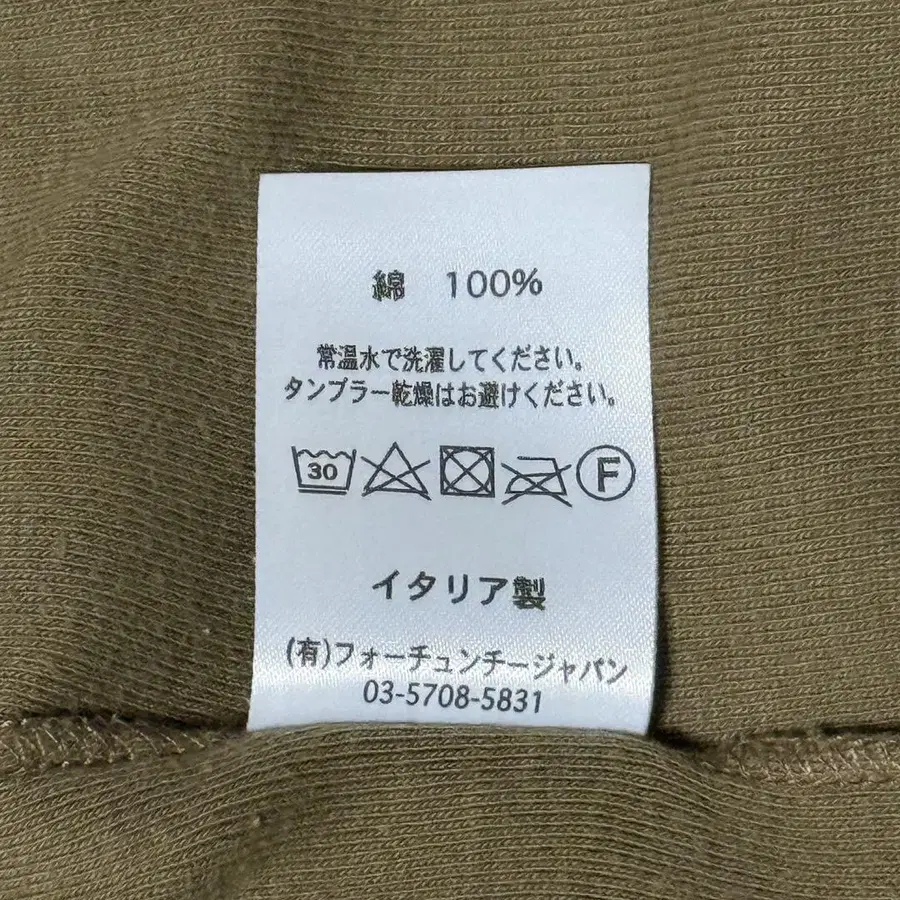 綿 100%
常温水で洗濯してください。
タンブラー乾燥はお避けください。
30 F
イタリア製
(有)フォーチュンチージャパン
03-5708-5831